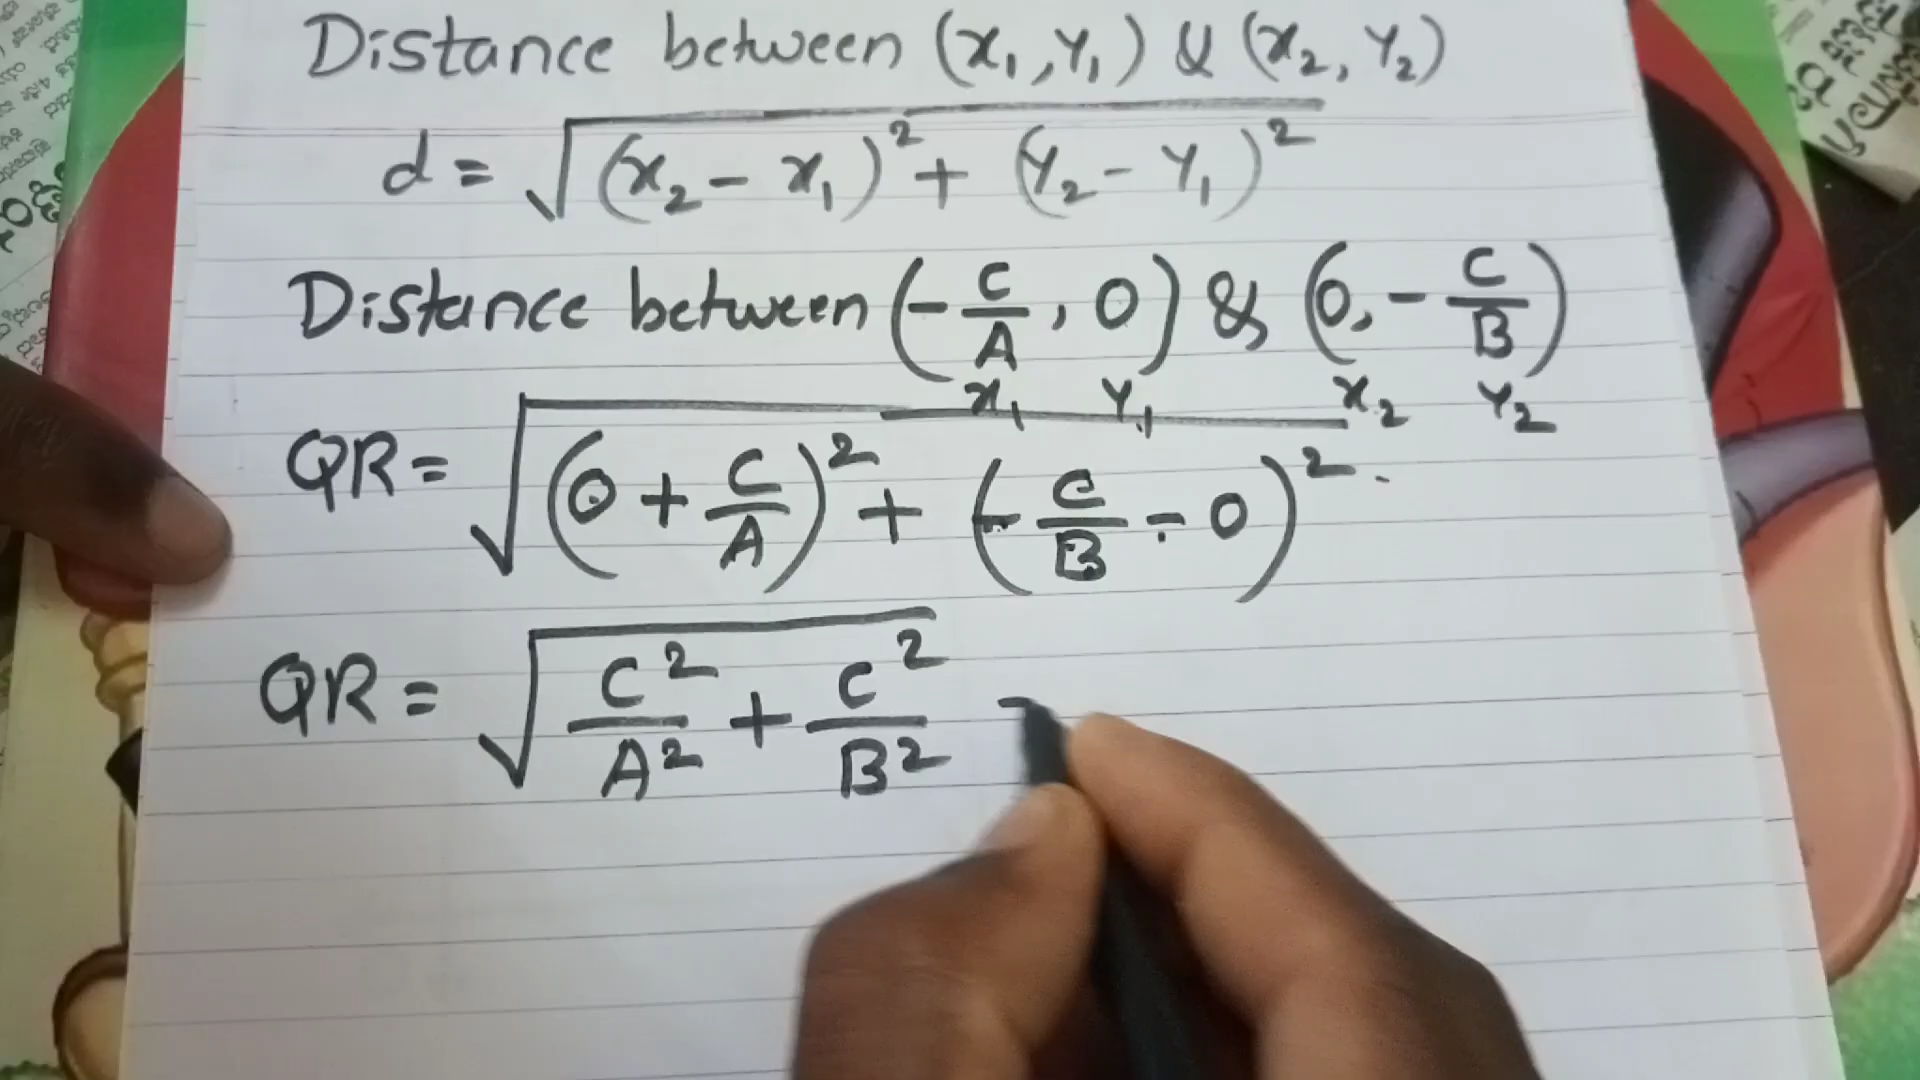 Distance between (x₁, y₁) & (x₂, y₂)
d = √((x₂ - x₁)² + (y₂ - y₁)²)
Distance between (-C/A, 0) & (0, -C/B)
x₁ y₁ x₂ y₂
QR = √((0 + C/A)² + (-C/B - 0)²)
QR = √(C²/A² + C²/B²)